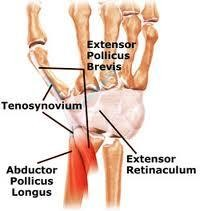 Extensor
Pollicus
Brevis
Tenosynovium
Abductor
Pollicus
Longus
Extensor
Retinaculum